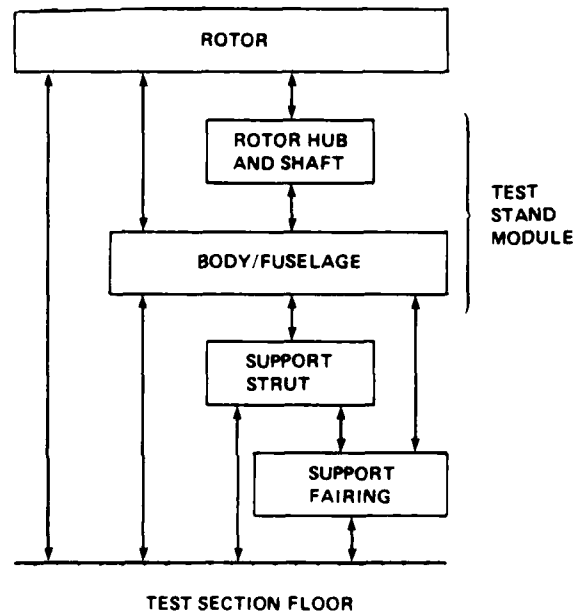 ROTOR
ROTOR HUB
AND SHAFT
TEST
STAND
MODULE
BODY/FUSELAGE
SUPPORT
STRUT
SUPPORT
FAIRING
TEST SECTION FLOOR